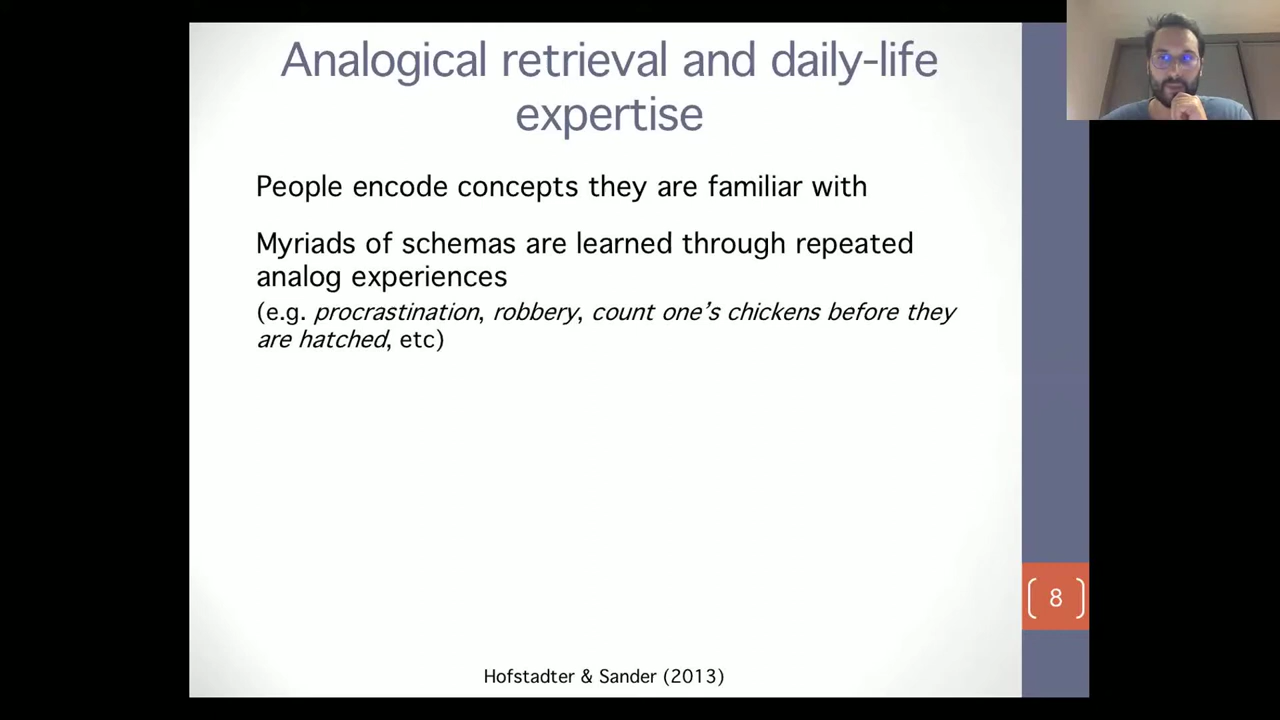 Analogical retrieval and daily-life
expertise
People encode concepts they are familiar with
Myriads of schemas are learned through repeated
analog experiences
(e.g. procrastination, robbery, count one’s chickens before they
are hatched, etc)
8
Hofstadter & Sander (2013)